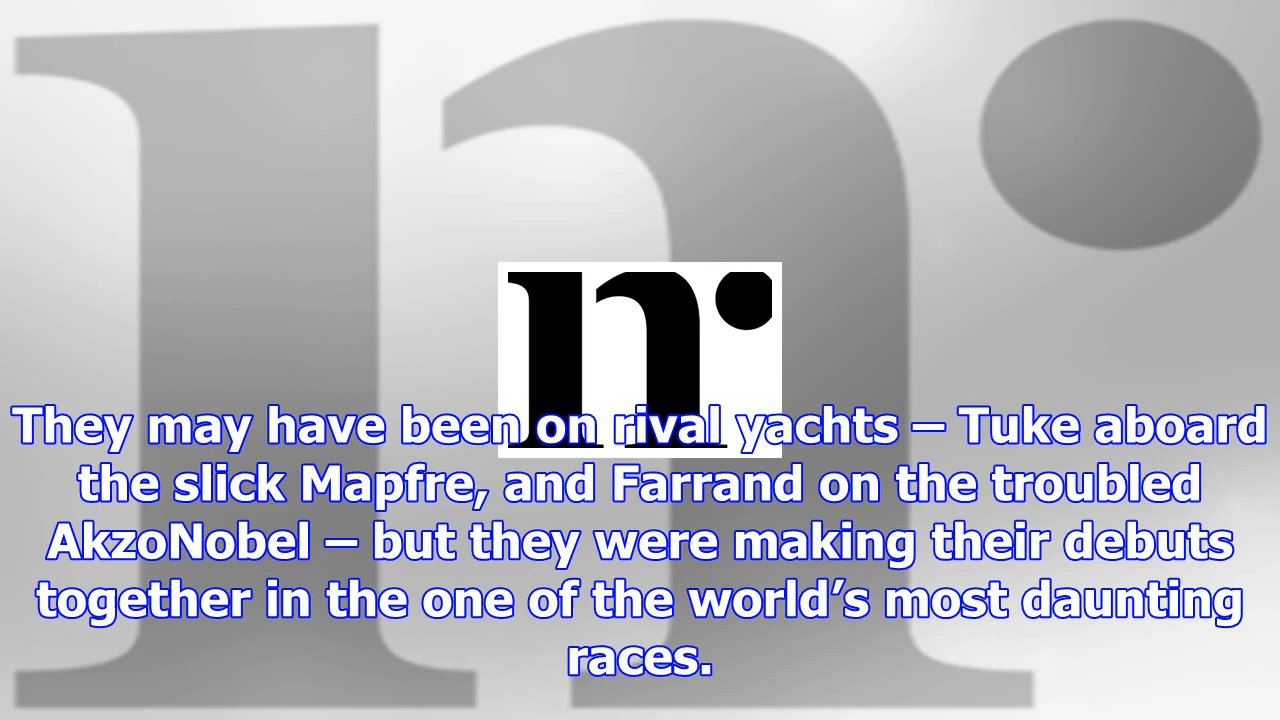 n.
They may have been on rival yachts – Tuke aboard
the slick Mapfre, and Farrand on the troubled
AkzoNobel – but they were making their debuts
together in the one of the world’s most daunting
races.